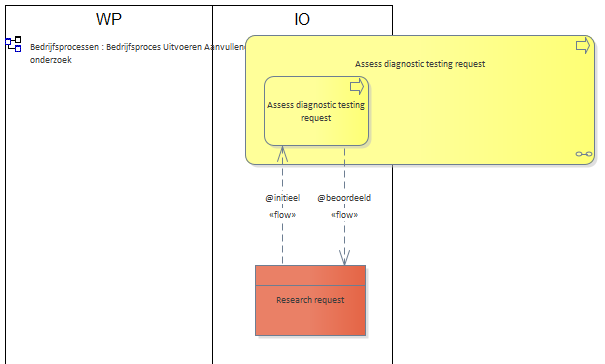 WP
IO
Bedrijfsprocessen : Bedrijfsproces Uitvoeren
onderzoek
Assess diagnostic testing request
Assess diagnostic testing
request
@initieel
@beoordeeld
«flow»
«flow»
Research request